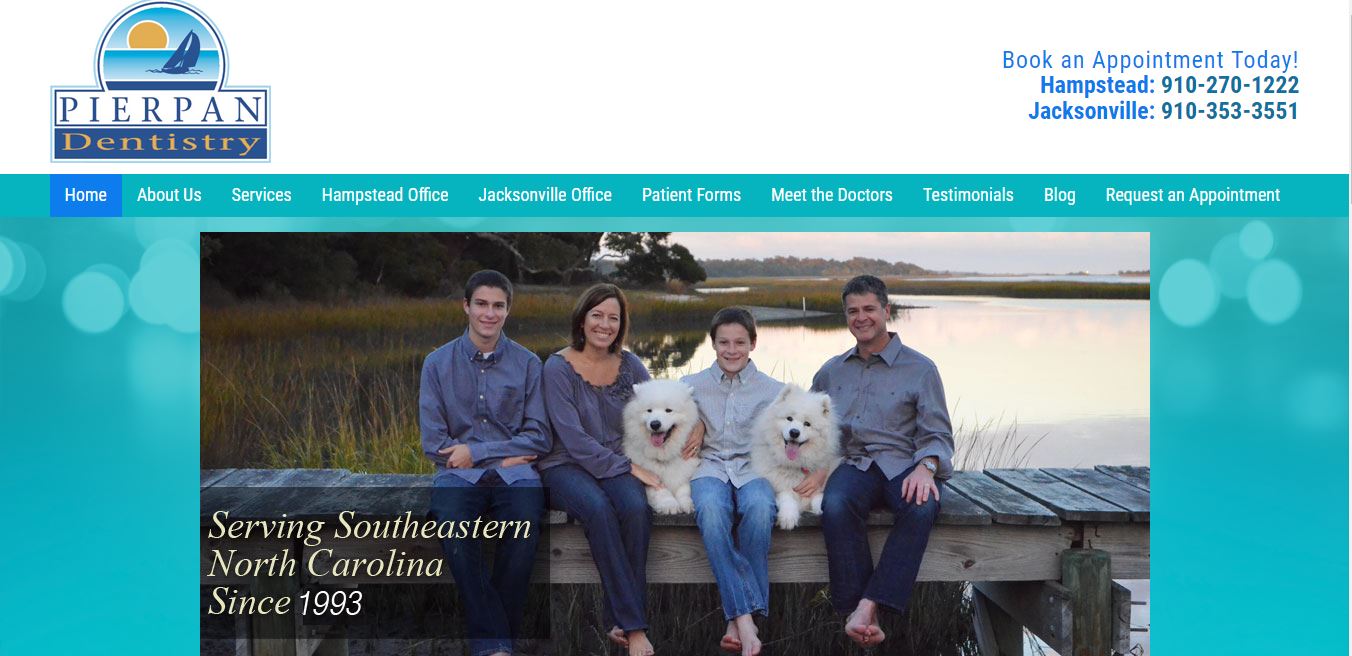 PIERPAN
Dentistry
Book an Appointment Today!
Hampstead: 910-270-1222
Jacksonville: 910-353-3551
Home About Us Services Hampstead Office Jacksonville Office Patient Forms Meet the Doctors Testimonials Blog Request an Appointment
Serving Southeastern
North Carolina
Since 1993